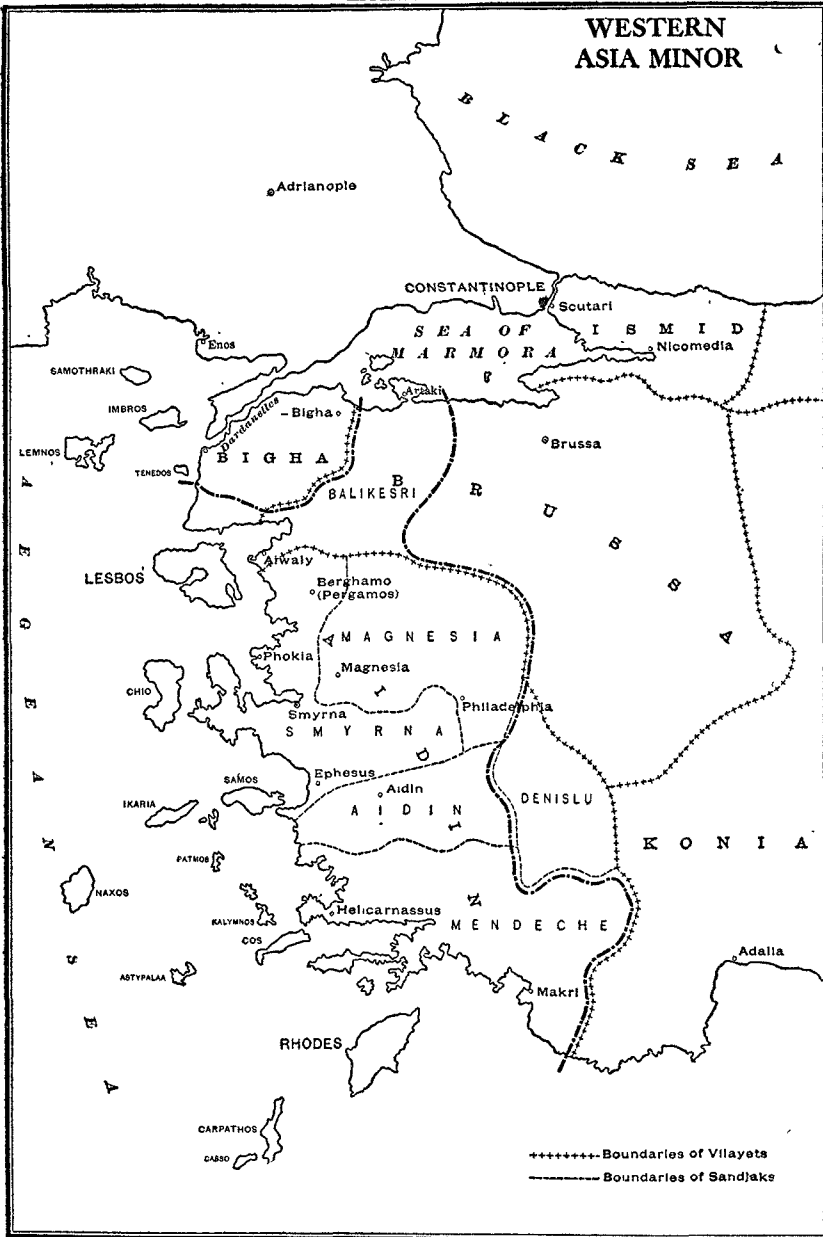 WESTERN
ASIA MINOR
BLACK SEA
Adrianople
CONSTANTINOPLE
Scutari
SEA OF
MARMORA
ISMID
Nicomedia
Enos
SAMOTHRAKI
IMBROS
Artaki
Dardanelles
Bigha
LEMNOS
BIGHA
TENEDOS
BALIKESRI
Brussa
BRUSSA
AEGEAN SEA
LESBOS
Aiwaly
Berghamo
(Pergamos)
MAGNESIA
Phokia
Magnesia
CHIO
Smyrna
Philadelphia
SMYRNA
Ephesus
SAMOS
Aidin
AIDIN
DENISLU
IKARIA
AIDIN
KONIA
PATMOS
NAXOS
KALYMNOS
Helicarnassus
MENDECHE
COS
Adalia
ASTYPALAA
Makri
RHODES
CARPATHOS
CASSO
Boundaries of Vilayets
Boundaries of Sandjaks